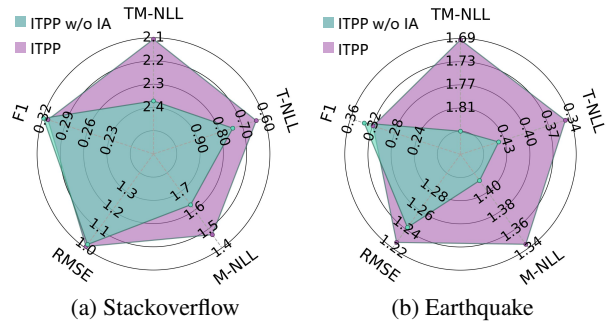 TM-NLL
ITPP w/o IA
ITPP
2.1
2.2
2.3
2.4
T-NLL
0.60
0.70
0.80
0.90
M-NLL
1.4
1.5
1.6
1.7
RMSE
1.0
1.1
1.2
1.3
F1
0.32
0.29
0.26
0.23
(a) Stackoverflow
TM-NLL
ITPP w/o IA
ITPP
1.69
1.73
1.77
1.81
T-NLL
0.34
0.37
0.40
0.43
M-NLL
1.34
1.36
1.38
1.40
RMSE
1.22
1.24
1.26
1.28
F1
0.36
0.32
0.28
0.24
(b) Earthquake